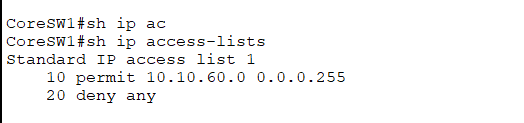 CoreSW1#sh ip ac
CoreSW1#sh ip access-lists
Standard IP access list 1
    10 permit 10.10.60.0 0.0.0.255
    20 deny any